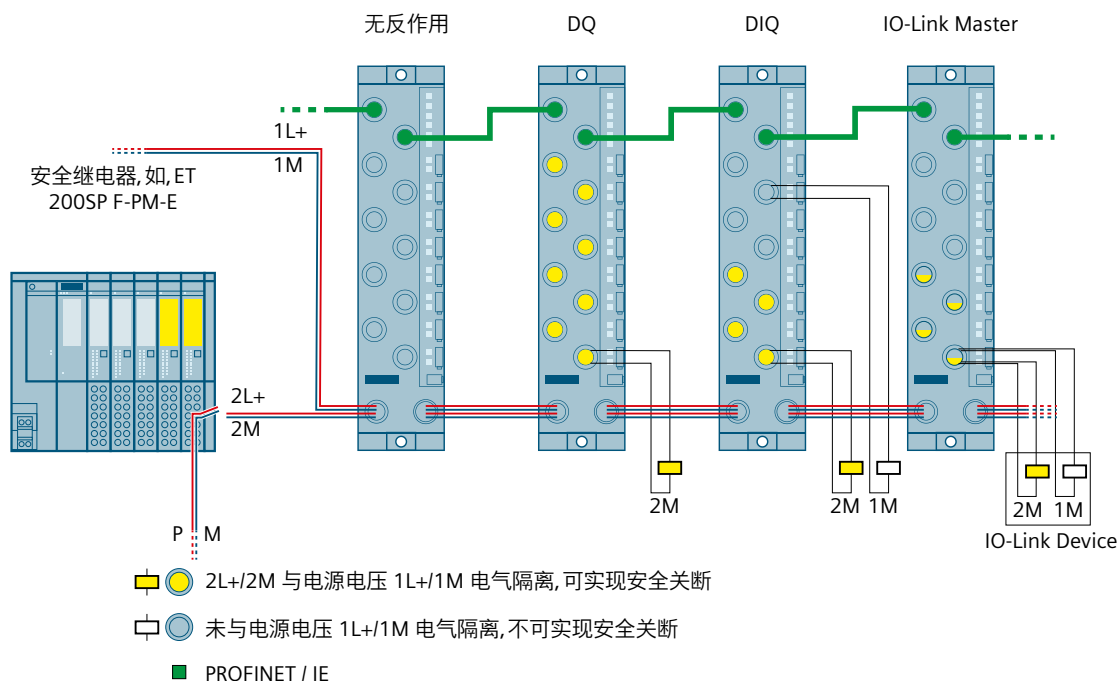 无反作用
DQ
DIQ
IO-Link Master
1L+
1M
安全继电器, 如, ET
200SP F-PM-E
2L+
2M
P
M
2M
2M
1M
2M
1M
IO-Link Device
2L+/2M 与电源电压 1L+/1M 电气隔离, 可实现安全关断
未与电源电压 1L+/1M 电气隔离, 不可实现安全关断
PROFINET / IE